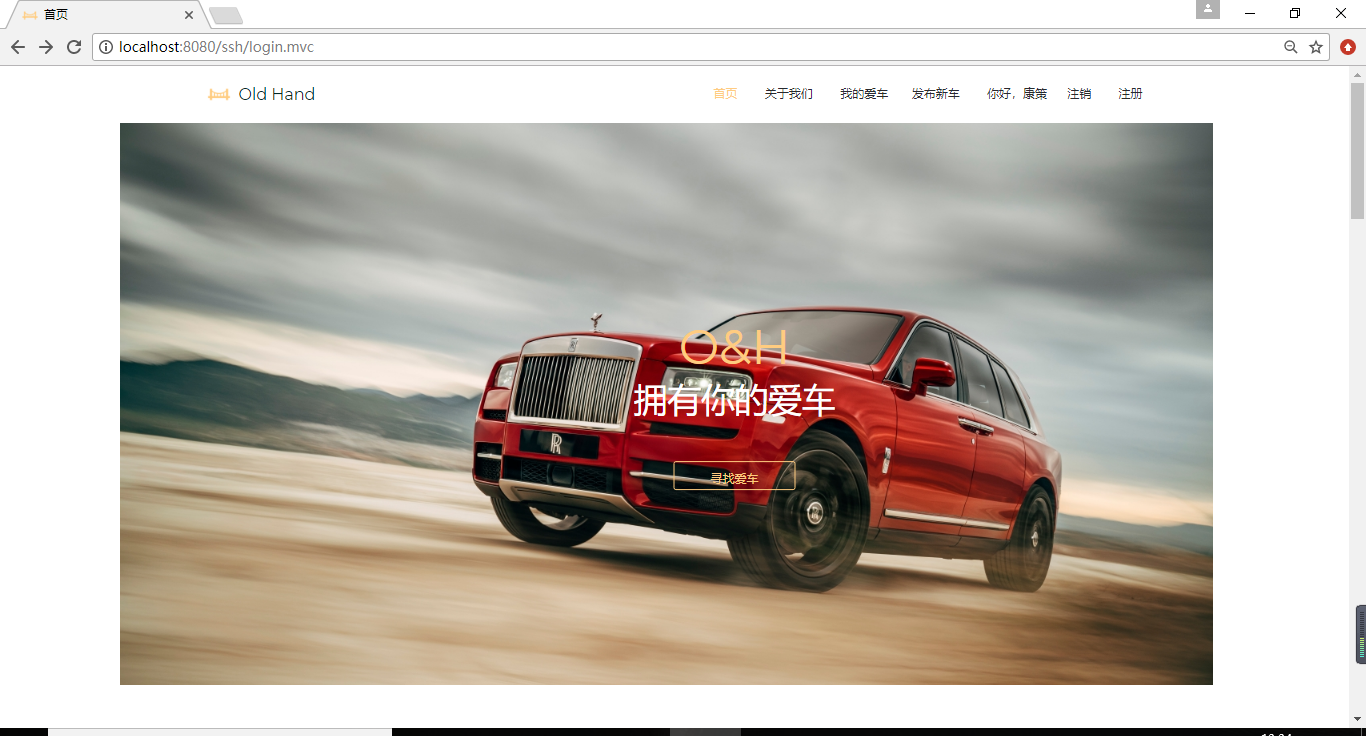 首页
localhost:8080/ssh/login.mvc
Old Hand
首页 关于我们 我的爱车 发布新车 你好，康策 注销 注册
O&H
拥有你的爱车
寻找爱车